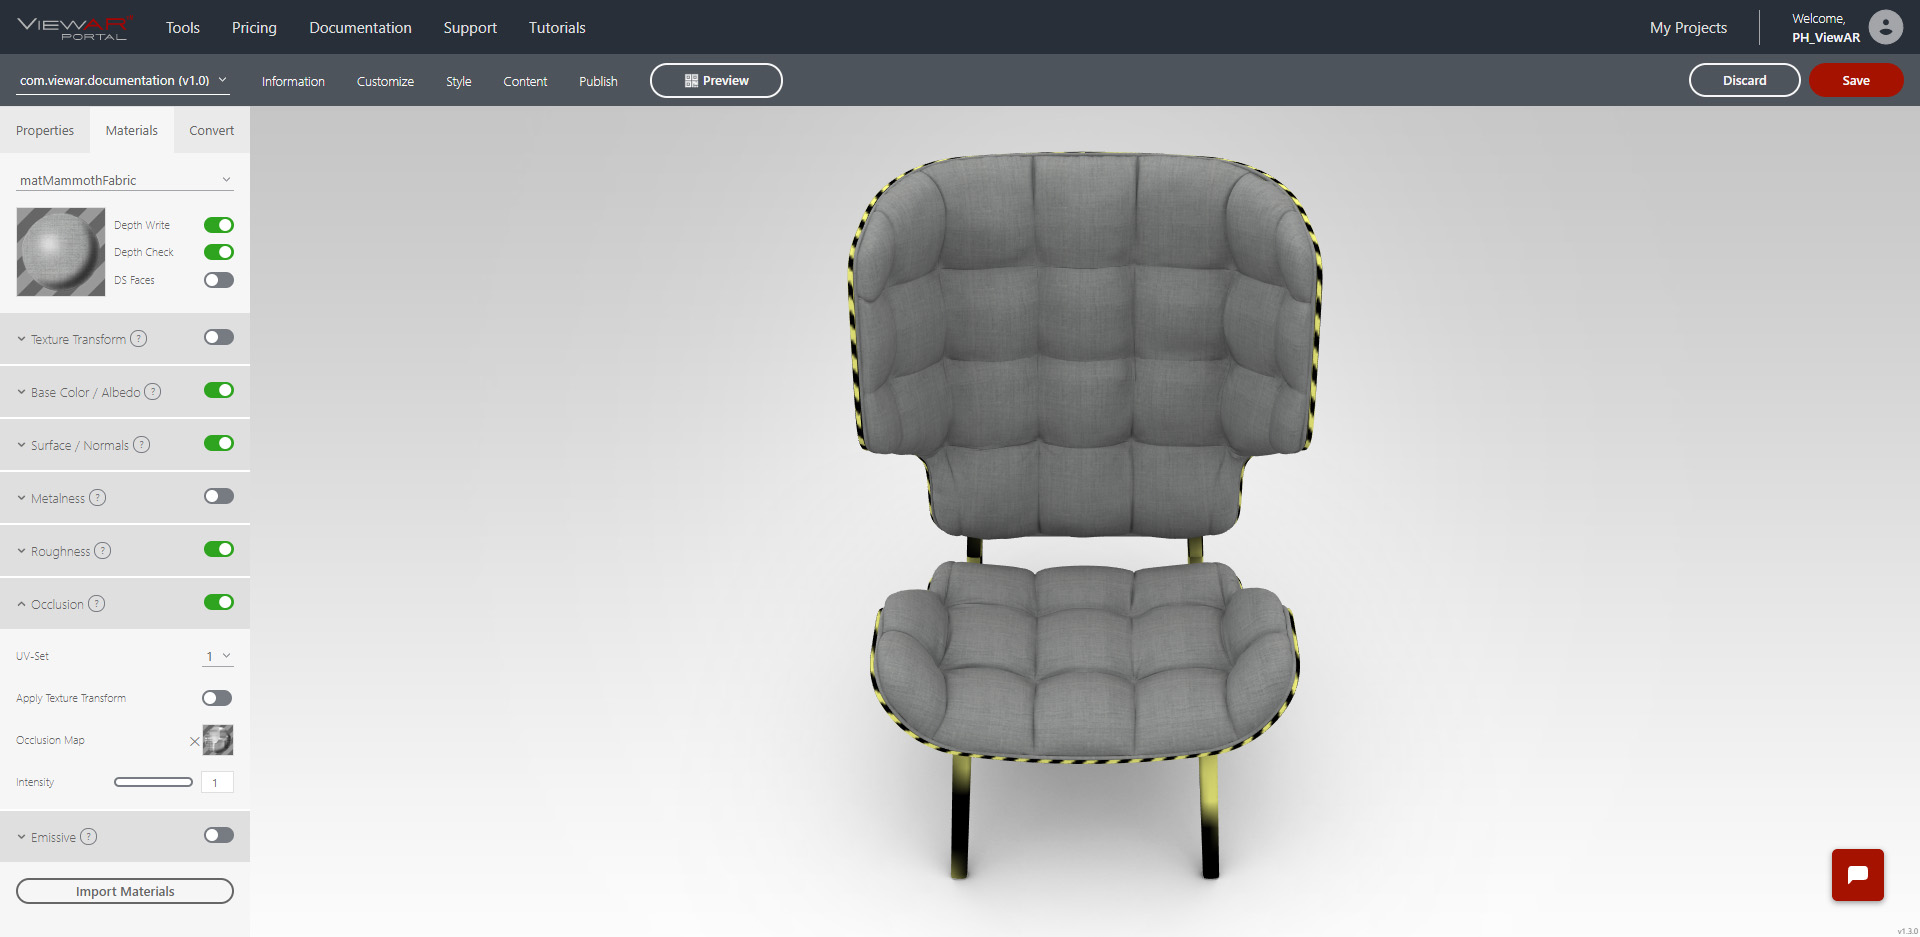 VIEWAR
PORTAL
Tools
Pricing
Documentation
Support
Tutorials
My Projects
Welcome,
PH_ViewAR
com.viewar.documentation (v1.0)
Information
Customize
Style
Content
Publish
Preview
Discard
Save
Properties
Materials
Convert
matMammothFabric
Depth Write
Depth Check
DS Faces
Texture Transform ?
Base Color / Albedo ?
Surface / Normals ?
Metalness ?
Roughness ?
Occlusion ?
UV-Set
1
Apply Texture Transform
Occlusion Map
Intensity
1
Emissive ?
Import Materials
v1.3.0